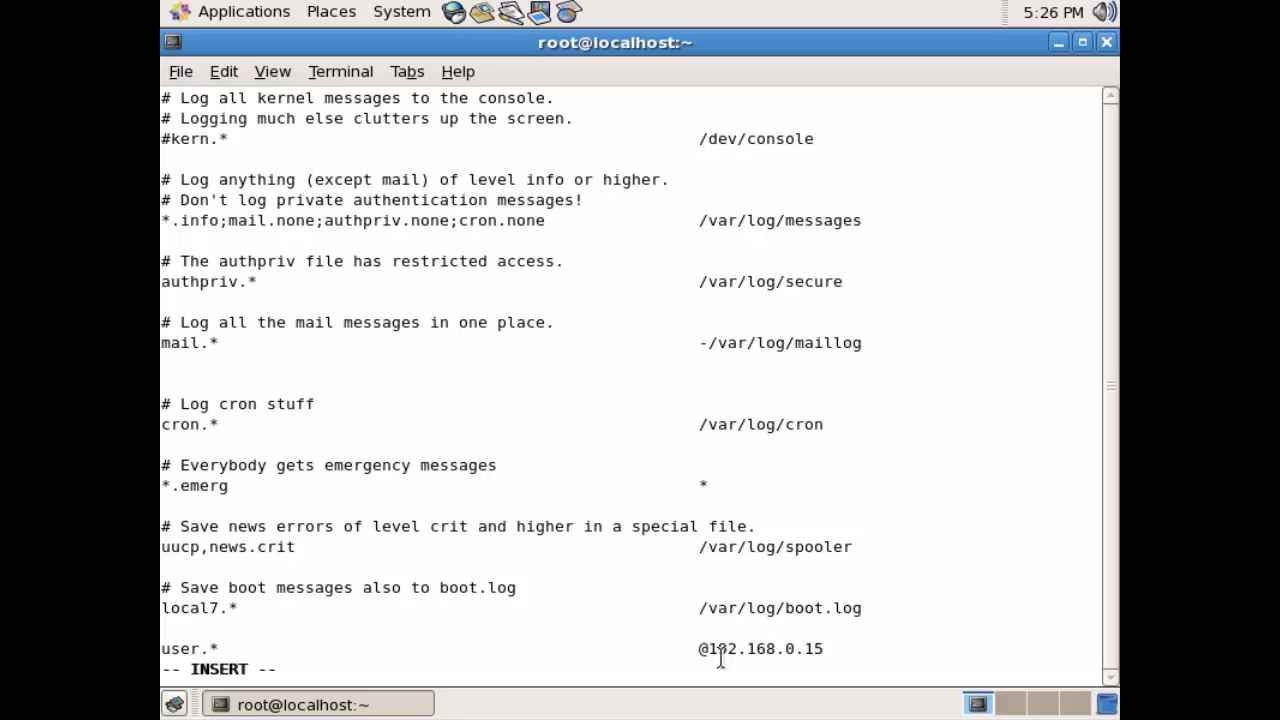 Applications Places System 5:26 PM
root@localhost:~
File Edit View Terminal Tabs Help
# Log all kernel messages to the console.
# Logging much else clutters up the screen.
#kern.* /dev/console
# Log anything (except mail) of level info or higher.
# Don't log private authentication messages!
*.info;mail.none;authpriv.none;cron.none /var/log/messages
# The authpriv file has restricted access.
authpriv.* /var/log/secure
# Log all the mail messages in one place.
mail.* -/var/log/maillog
# Log cron stuff
cron.* /var/log/cron
# Everybody gets emergency messages
*.emerg *
# Save news errors of level crit and higher in a special file.
uucp,news.crit /var/log/spooler
# Save boot messages also to boot.log
local7.* /var/log/boot.log
user.* @192.168.0.15
-- INSERT --
root@localhost:~